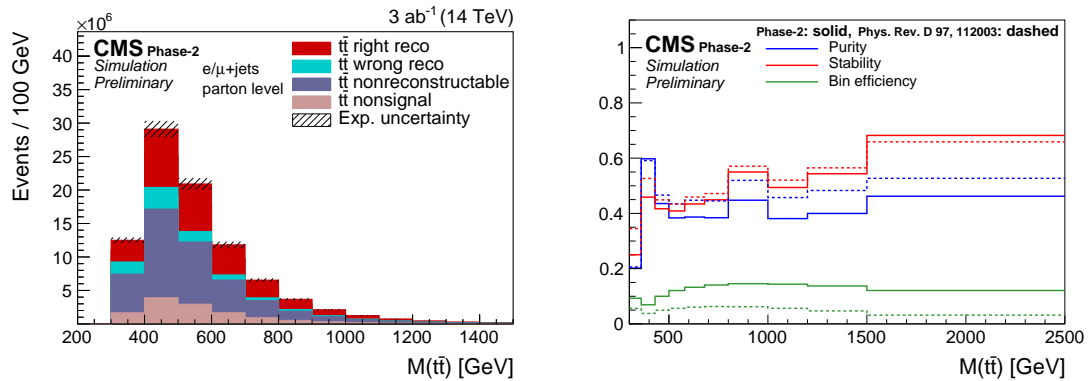 ×10⁶
3 ab⁻¹ (14 TeV)
CMS Phase-2
Simulation
Preliminary
e/μ+jets
parton level
tt̄ right reco
tt̄ wrong reco
tt̄ nonreconstructable
tt̄ nonsignal
Exp. uncertainty
Events / 100 GeV
40
35
30
25
20
15
10
5
200 400 600 800 1000 1200 1400
M(tt̄) [GeV]
Phase-2: solid, Phys. Rev. D 97, 112003: dashed
CMS Phase-2
Simulation
Preliminary
Purity
Stability
Bin efficiency
1
0.8
0.6
0.4
0.2
0
500 1000 1500 2000 2500
M(tt̄) [GeV]